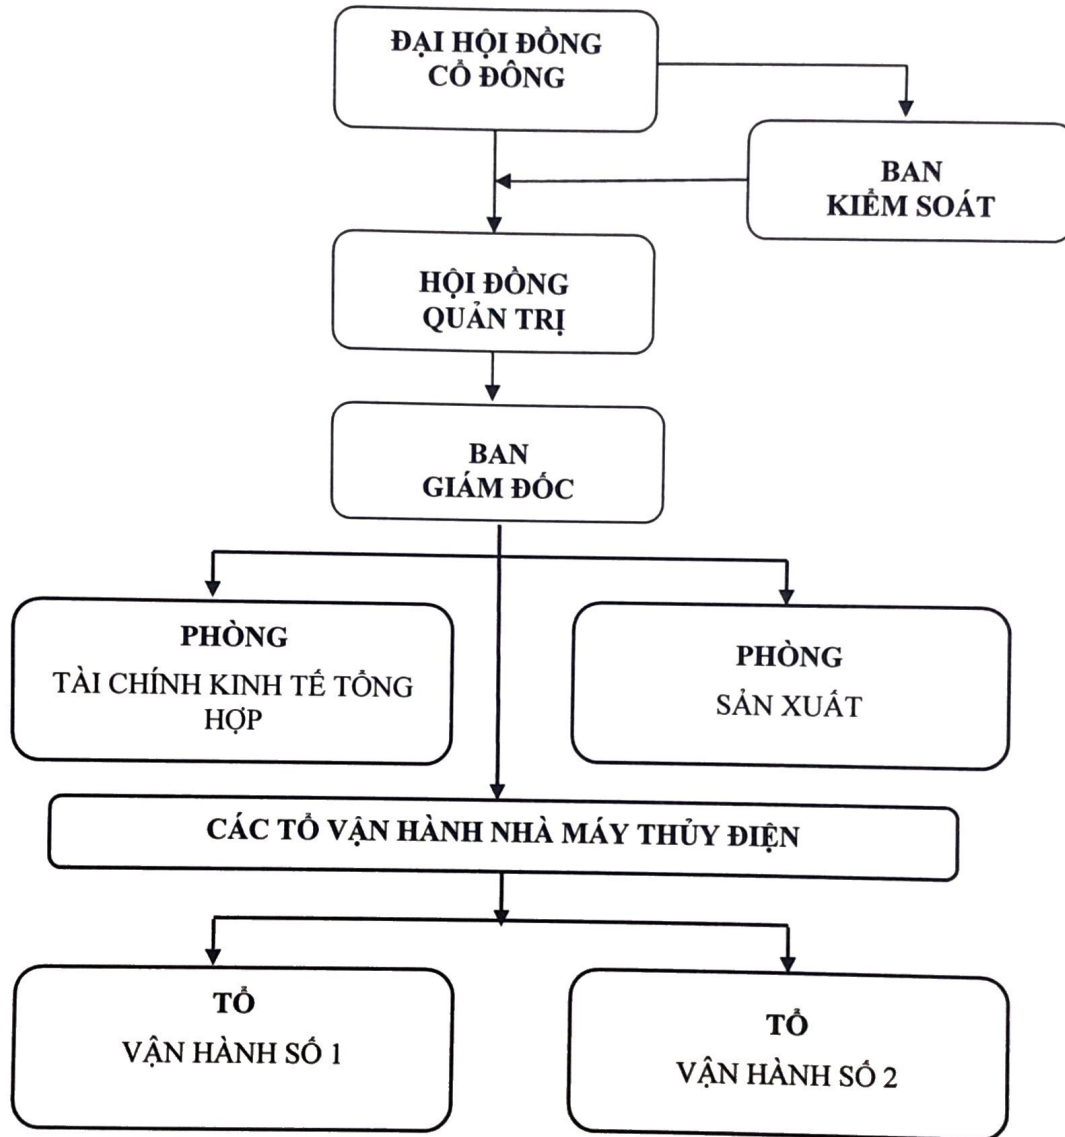 ĐẠI HỘI ĐỒNG
CỔ ĐÔNG
BAN
KIỂM SOÁT
HỘI ĐỒNG
QUẢN TRỊ
BAN
GIÁM ĐỐC
PHÒNG
TÀI CHÍNH KINH TẾ TỔNG
HỢP
PHÒNG
SẢN XUẤT
CÁC TỔ VẬN HÀNH NHÀ MÁY THỦY ĐIỆN
TỔ
VẬN HÀNH SỐ 1
TỔ
VẬN HÀNH SỐ 2